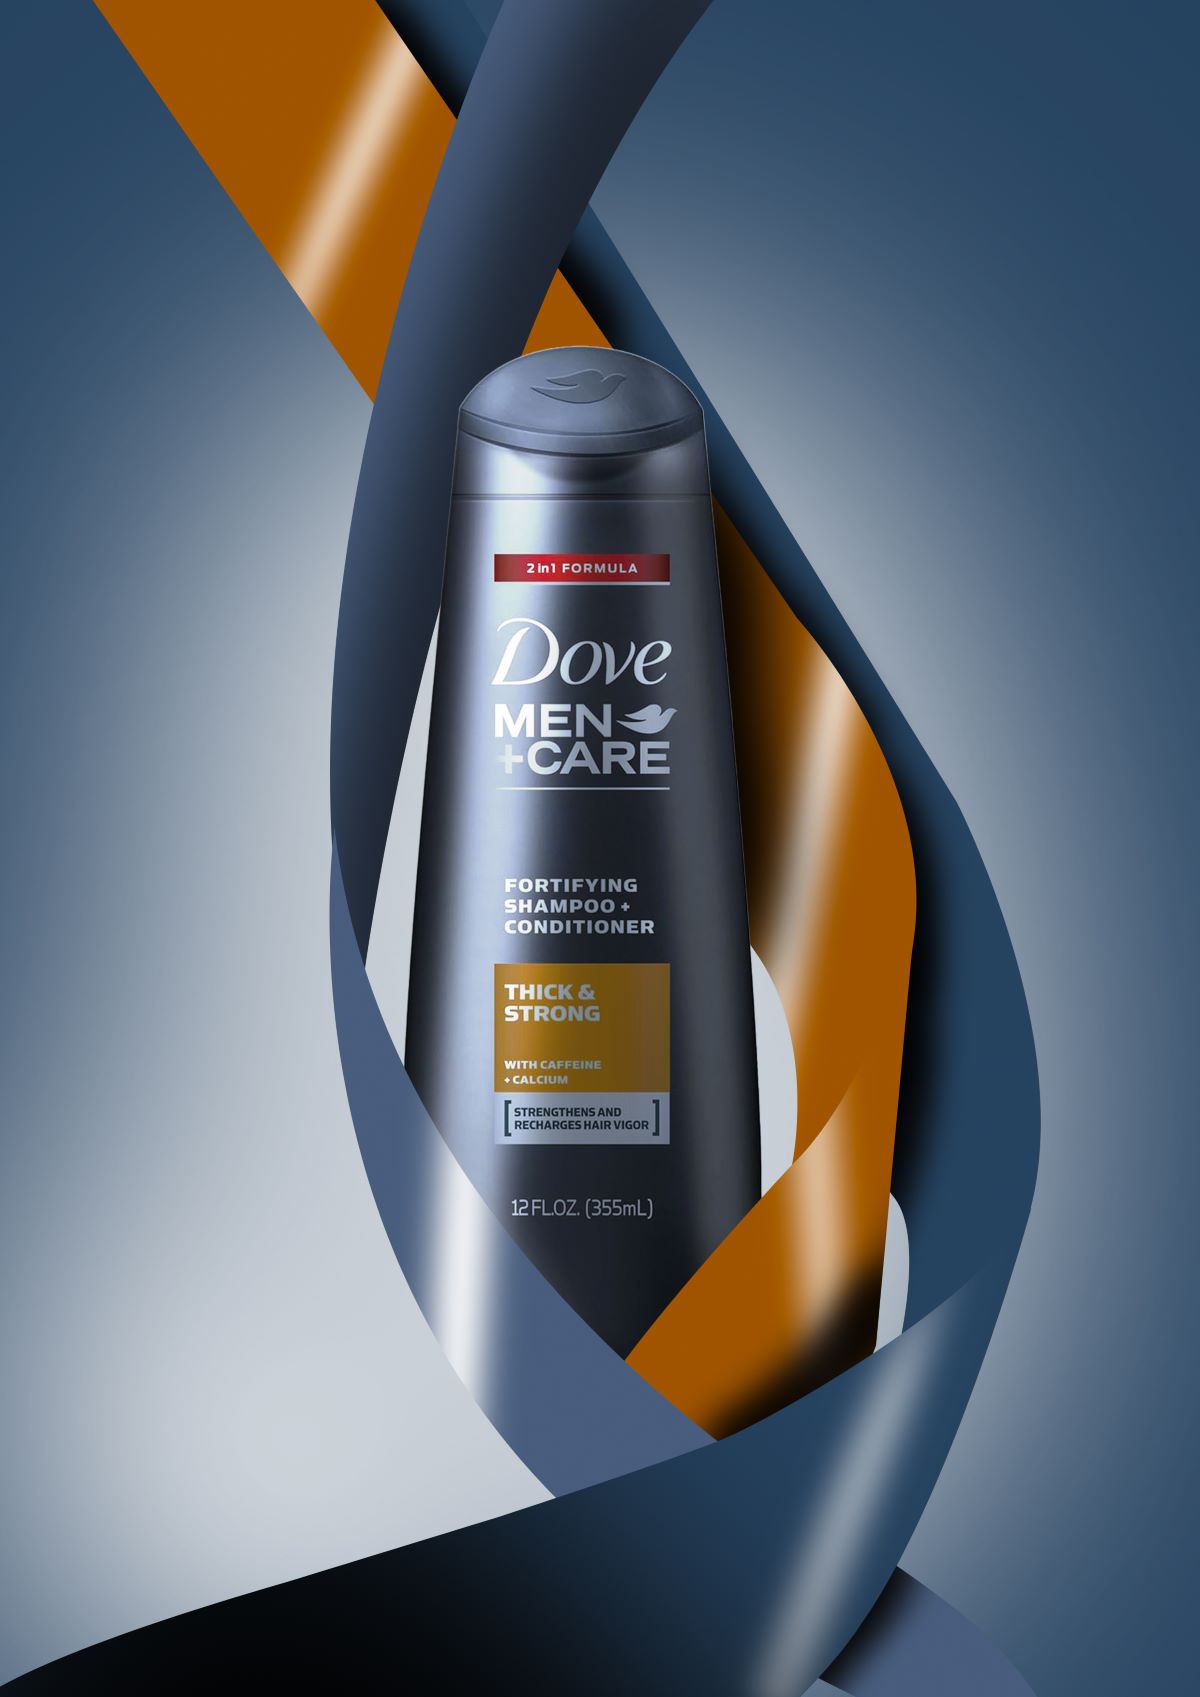 2in1 FORMULA
Dove
MEN
+CARE
FORTIFYING
SHAMPOO +
CONDITIONER
THICK &
STRONG
WITH CAFFEINE
+ CALCIUM
[STRENGTHENS AND
RECHARGES HAIR VIGOR]
12 FL.OZ. (355mL)